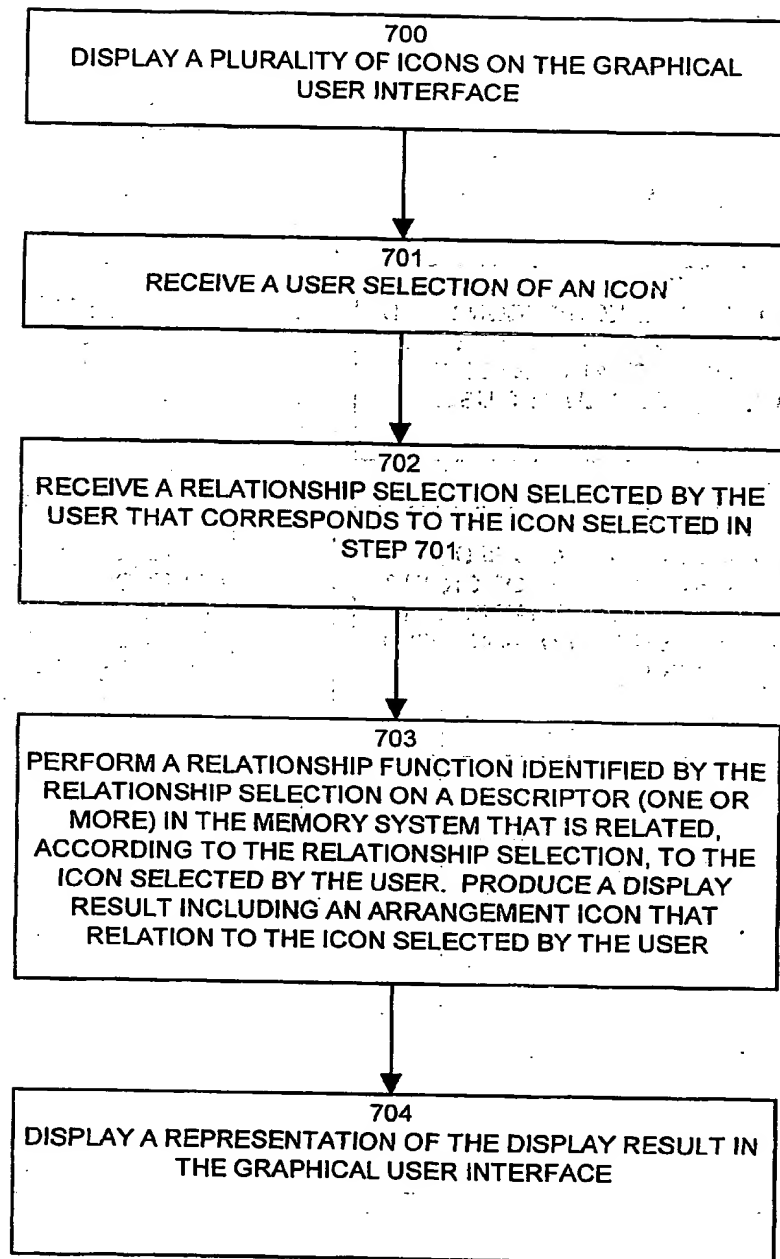 700
DISPLAY A PLURALITY OF ICONS ON THE GRAPHICAL
USER INTERFACE
701
RECEIVE A USER SELECTION OF AN ICON
702
RECEIVE A RELATIONSHIP SELECTION SELECTED BY THE
USER THAT CORRESPONDS TO THE ICON SELECTED IN
STEP 701
703
PERFORM A RELATIONSHIP FUNCTION IDENTIFIED BY THE
RELATIONSHIP SELECTION ON A DESCRIPTOR (ONE OR
MORE) IN THE MEMORY SYSTEM THAT IS RELATED,
ACCORDING TO THE RELATIONSHIP SELECTION, TO THE
ICON SELECTED BY THE USER. PRODUCE A DISPLAY
RESULT INCLUDING AN ARRANGEMENT ICON THAT
RELATION TO THE ICON SELECTED BY THE USER
704
DISPLAY A REPRESENTATION OF THE DISPLAY RESULT IN
THE GRAPHICAL USER INTERFACE